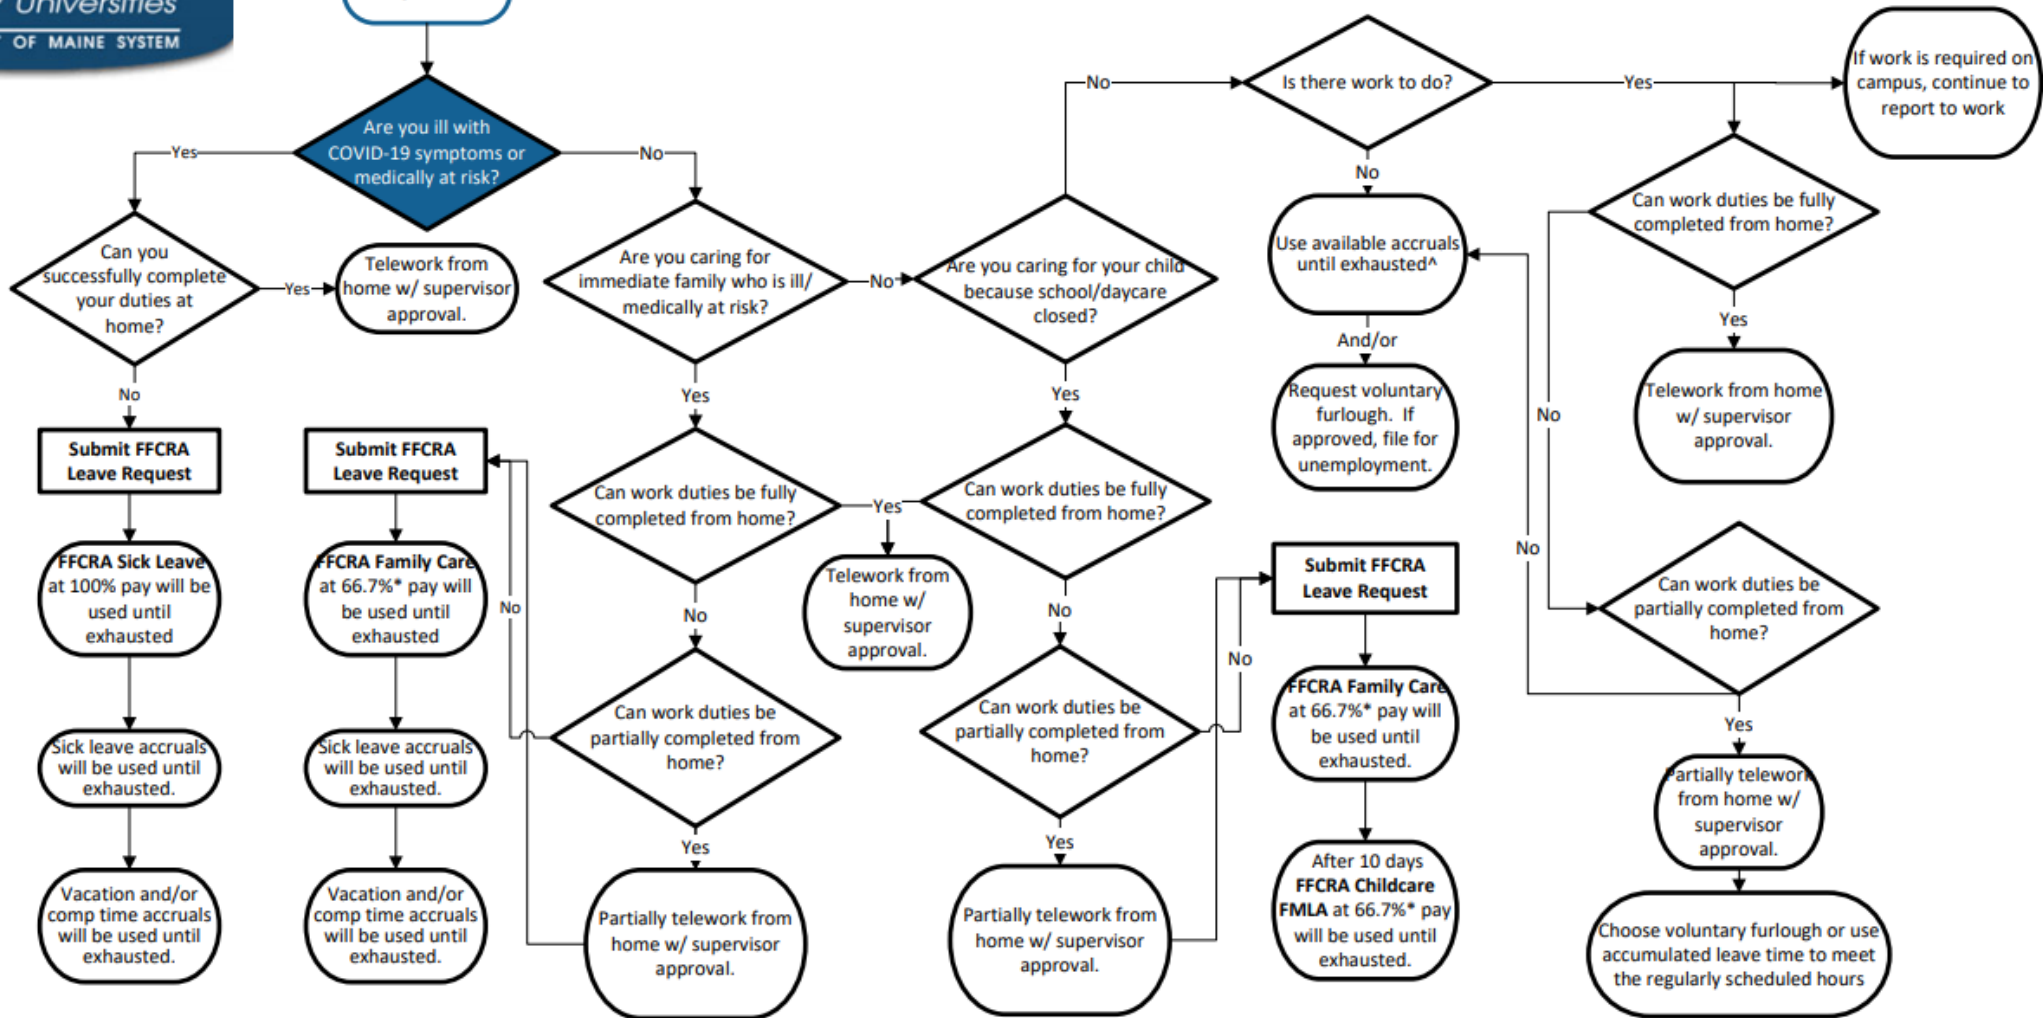 Universities
OF MAINE SYSTEM
Are you ill with
COVID-19 symptoms or
medically at risk?
Yes
No
Can you
successfully complete
your duties at
home?
Yes
Telework from
home w/ supervisor
approval.
No
Submit FFCRA
Leave Request
FFCRA Sick Leave
at 100% pay will be
used until
exhausted
Sick leave accruals
will be used until
exhausted.
Vacation and/or
comp time accruals
will be used until
exhausted.
Submit FFCRA
Leave Request
FFCRA Family Care
at 66.7%* pay will
be used until
exhausted
Sick leave accruals
will be used until
exhausted.
Vacation and/or
comp time accruals
will be used until
exhausted.
No
Are you caring for
immediate family who is ill/
medically at risk?
No
Yes
Can work duties be fully
completed from home?
Yes
Telework from
home w/
supervisor
approval.
No
Can work duties be
partially completed from
home?
Yes
Partially telework from
home w/ supervisor
approval.
Are you caring for your child
because school/daycare
closed?
No
Yes
Can work duties be fully
completed from home?
No
Can work duties be
partially completed from
home?
No
Yes
Partially telework from
home w/ supervisor
approval.
Submit FFCRA
Leave Request
FFCRA Family Care
at 66.7%* pay will
be used until
exhausted.
After 10 days
FFCRA Childcare
FMLA at 66.7%* pay
will be used until
exhausted.
Is there work to do?
Yes
No
Use available accruals
until exhausted^
And/or
Request voluntary
furlough. If
approved, file for
unemployment.
If work is required on
campus, continue to
report to work
Can work duties be fully
completed from home?
Yes
Telework from home
w/ supervisor
approval.
No
No
Can work duties be
partially completed from
home?
Yes
Partially telework
from home w/
supervisor
approval.
Choose voluntary furlough or use
accumulated leave time to meet
the regularly scheduled hours